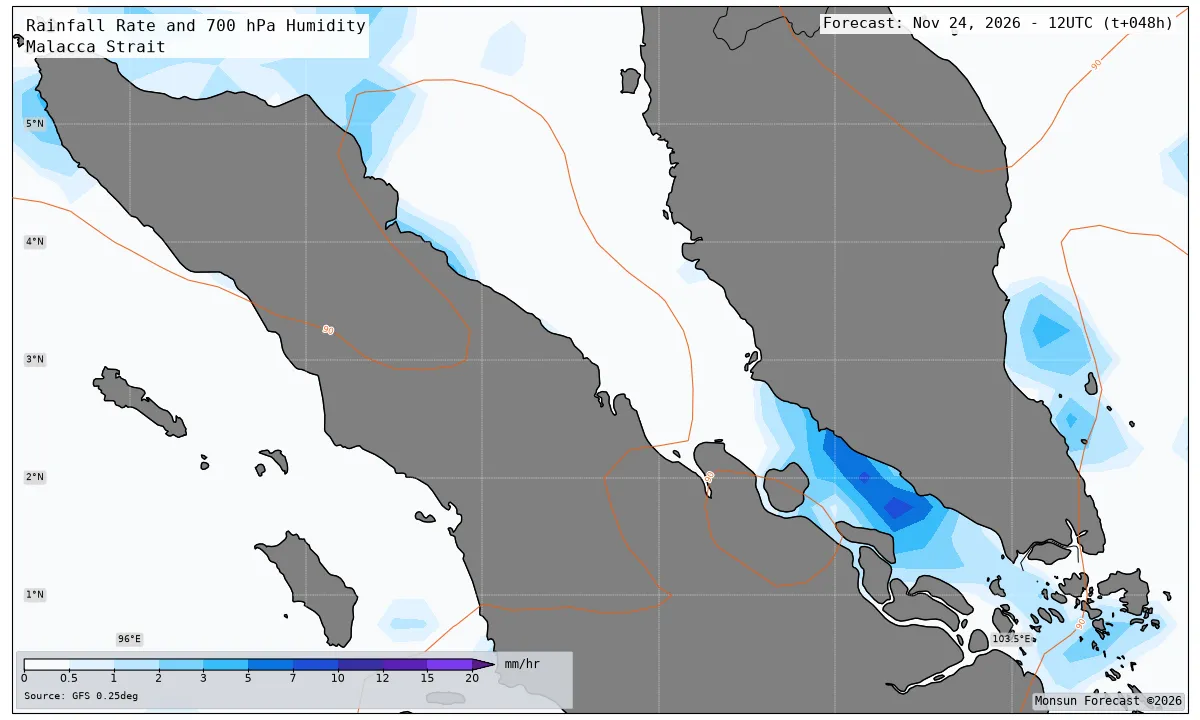 Rainfall Rate and 700 hPa Humidity
Malacca Strait
Forecast: Nov 24, 2026 - 12UTC (t+048h)
90
5°N
4°N
90
3°N
2°N
90
1°N
90
96°E
103.5°E
mm/hr
0 0.5 1 2 3 5 7 10 12 15 20
Source: GFS 0.25deg
Monsun Forecast ©2026